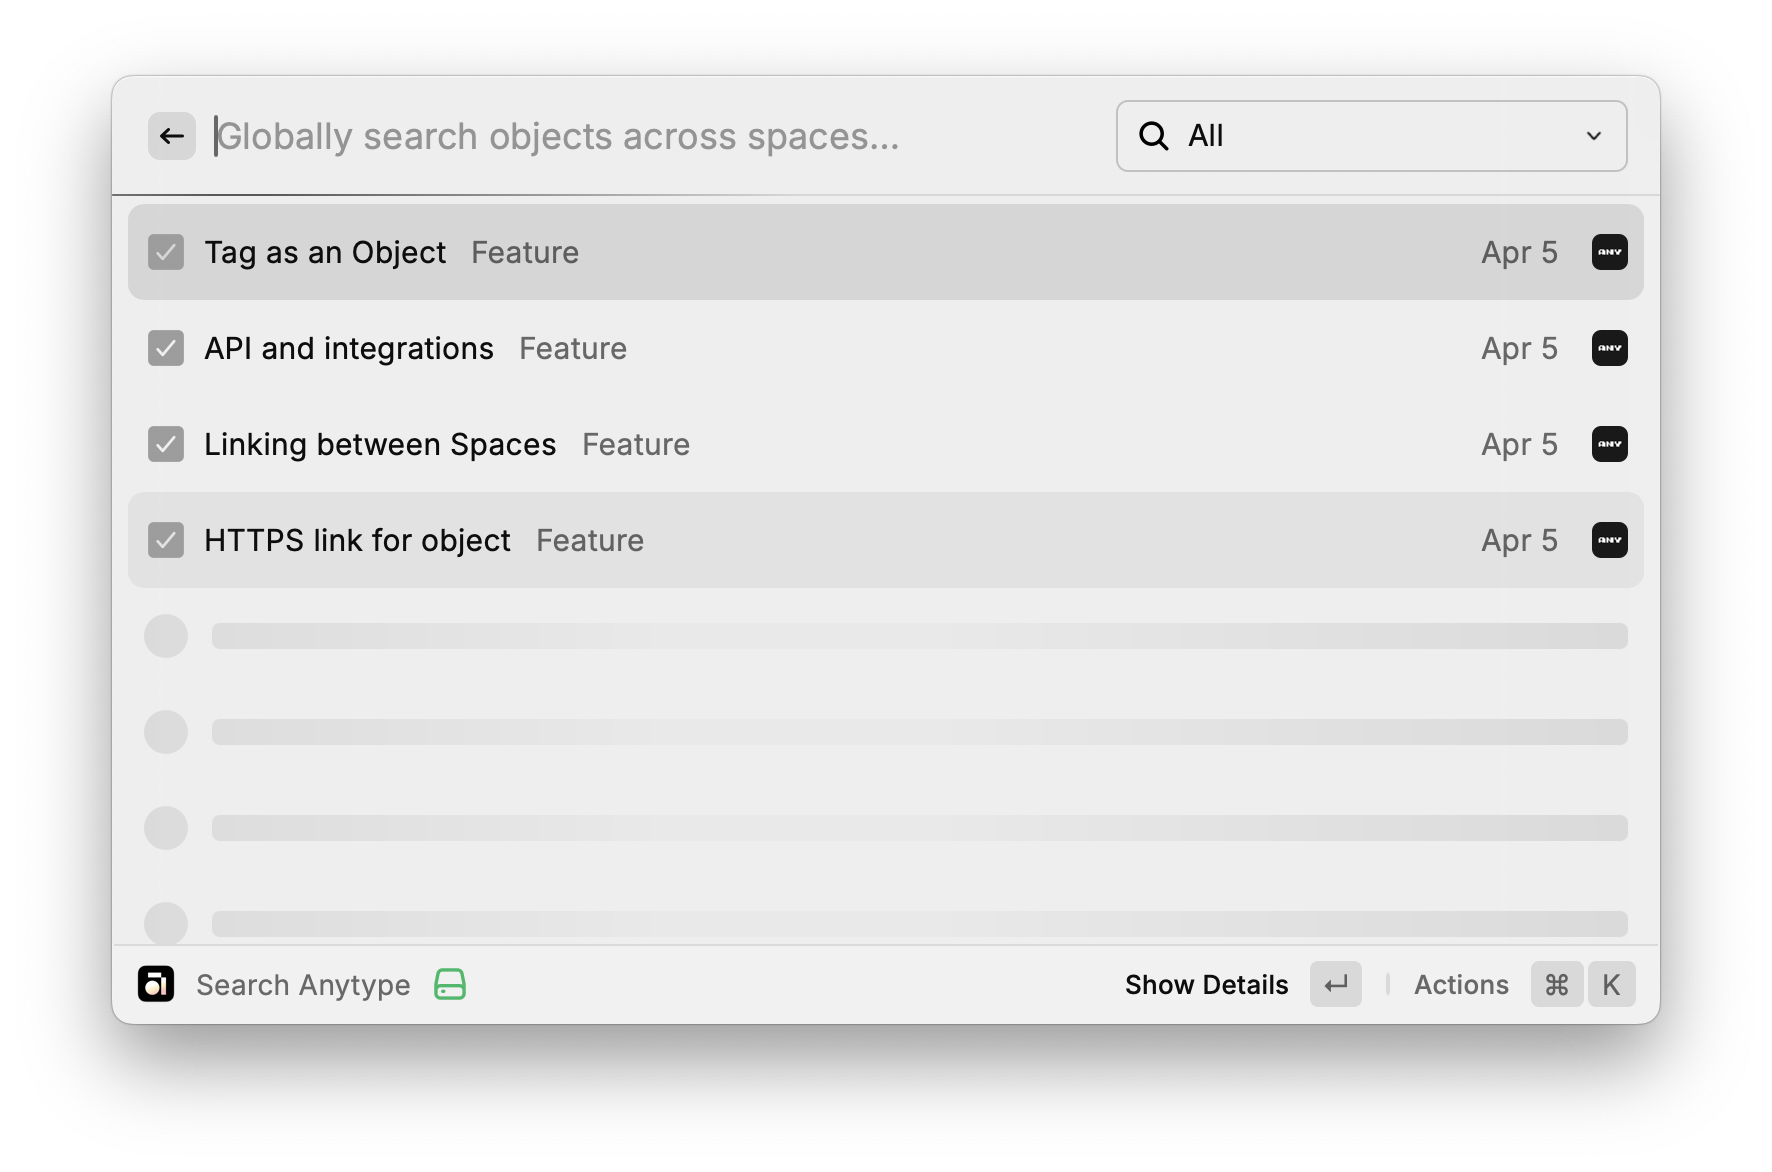 Globally search objects across spaces...
All
Tag as an Object Feature Apr 5 ANY
API and integrations Feature Apr 5 ANY
Linking between Spaces Feature Apr 5 ANY
HTTPS link for object Feature Apr 5 ANY
Search Anytype Show Details ↵ Actions ⌘ K